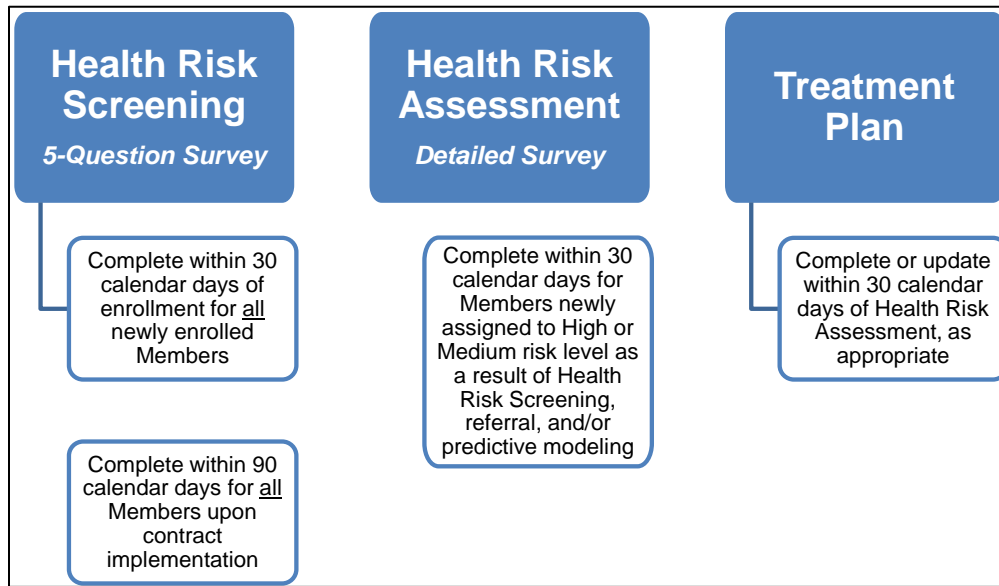 Health Risk
Screening
5-Question Survey
Complete within 30
calendar days of
enrollment for all
newly enrolled
Members
Complete within 90
calendar days for all
Members upon
contract
implementation
Health Risk
Assessment
Detailed Survey
Complete within 30
calendar days for
Members newly
assigned to High or
Medium risk level as
a result of Health
Risk Screening,
referral, and/or
predictive modeling
Treatment
Plan
Complete or update
within 30 calendar
days of Health Risk
Assessment, as
appropriate